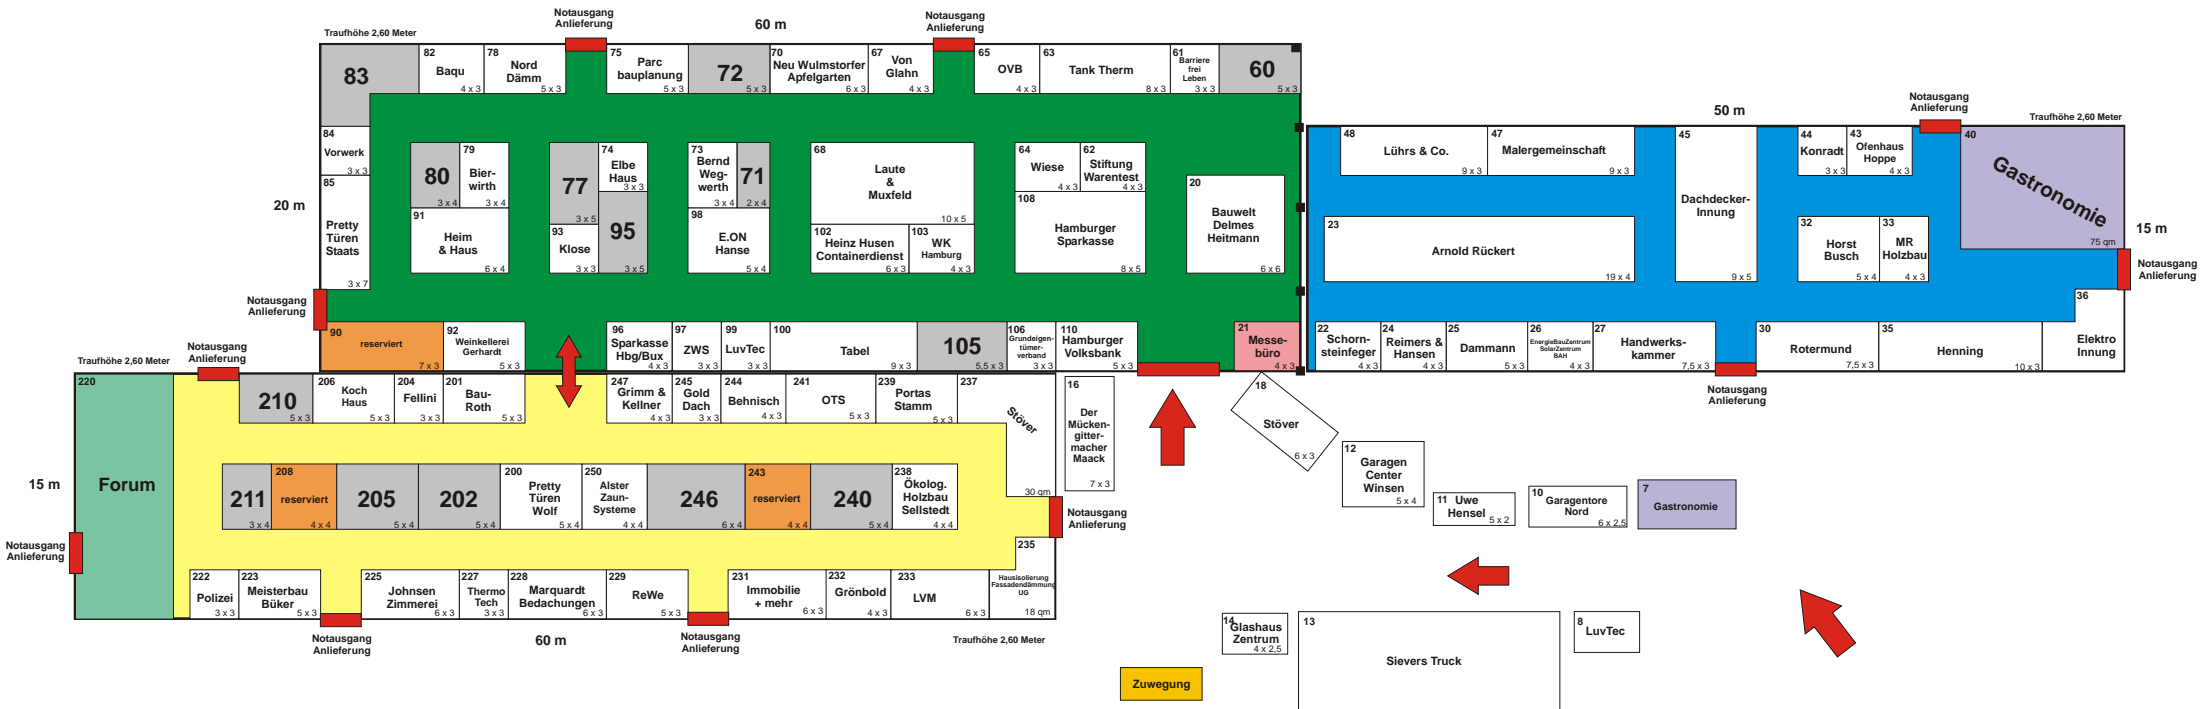 Notausgang
Anlieferung
60 m
Notausgang
Anlieferung
Traufhöhe 2,60 Meter
83
82
Baqu
4 x 3
78
Nord
Dämm
5 x 3
75
Parc
bauplanung
5 x 3
72
5 x 3
70
Neu Wulmstorfer
Apfelgarten
6 x 3
67
Von
Glahn
4 x 3
65
OVB
4 x 3
63
Tank Therm
8 x 3
61
Barriere
frei
Leben
3 x 3
60
5 x 3
84
Vorwerk
3 x 3
85
Pretty
Türen
Staats
3 x 7
20 m
80
3 x 4
79
Bier-
wirth
3 x 4
91
Heim
& Haus
6 x 4
77
3 x 5
74
Elbe
Haus
3 x 3
93
Klose
3 x 3
95
3 x 5
73
Bernd
Weg-
werth
3 x 4
71
2 x 4
98
E.ON
Hanse
5 x 4
68
Laute
&
Muxfeld
10 x 5
102
Heinz Husen
Containerdienst
6 x 3
103
WK
Hamburg
4 x 3
64
Wiese
4 x 3
62
Stiftung
Warentest
4 x 3
108
Hamburger
Sparkasse
8 x 5
20
Bauwelt
Delmes
Heitmann
6 x 6
Notausgang
Anlieferung
90
reserviert
7 x 3
92
Weinkellerei
Gerhardt
5 x 3
96
Sparkasse
Hbg/Bux
4 x 3
97
ZWS
3 x 3
99
LuvTec
3 x 3
100
Tabel
9 x 3
105
5,5 x 3
106
Grundeigen-
tümer-
verband
3 x 3
110
Hamburger
Volksbank
5 x 3
21
Messe-
büro
4 x 3
50 m
Notausgang
Anlieferung
Traufhöhe 2,60 Meter
48
Lührs & Co.
9 x 3
47
Malergemeinschaft
9 x 3
45
Dachdecker-
Innung
9 x 5
44
Konradt
3 x 3
43
Ofenhaus
Hoppe
4 x 3
40
Gastronomie
75 qm
15 m
23
Arnold Rückert
19 x 4
32
Horst
Busch
5 x 4
33
MR
Holzbau
4 x 3
Notausgang
Anlieferung
36
Elektro
Innung
22
Schorn-
steinfeger
4 x 3
24
Reimers &
Hansen
4 x 3
25
Dammann
5 x 3
26
EnergieBauZentrum
SolarZentrum
BAH
4 x 3
27
Handwerks-
kammer
7,5 x 3
30
Rotermund
7,5 x 3
35
Henning
10 x 3
Notausgang
Anlieferung
Notausgang
Anlieferung
Traufhöhe 2,60 Meter
220
Forum
15 m
210
5 x 3
206
Koch
Haus
5 x 3
204
Fellini
3 x 3
201
Bau-
Roth
5 x 3
247
Grimm &
Kellner
4 x 3
245
Gold
Dach
3 x 3
244
Behnisch
4 x 3
241
OTS
5 x 3
239
Portas
Stamm
5 x 3
237
Stöver
30 qm
211
3 x 4
208
reserviert
4 x 4
205
5 x 4
202
5 x 4
200
Pretty
Türen
Wolf
5 x 4
250
Alster
Zaun-
Systeme
4 x 4
246
6 x 4
243
reserviert
4 x 4
240
5 x 4
238
Ökolog.
Holzbau
Sellstedt
4 x 4
Notausgang
Anlieferung
Notausgang
Anlieferung
222
Polizei
3 x 3
223
Meisterbau
Büker
5 x 3
225
Johnsen
Zimmerei
6 x 3
227
Thermo
Tech
3 x 3
228
Marquardt
Bedachungen
6 x 3
229
ReWe
5 x 3
231
Immobilie
+ mehr
6 x 3
232
Grönbold
4 x 3
233
LVM
6 x 3
235
Hausisolierung
Fassadendämmung
UG
18 qm
Notausgang
Anlieferung
60 m
Notausgang
Anlieferung
Traufhöhe 2,60 Meter
16
Der
Mücken-
gitter-
macher
Maack
7 x 3
18
Stöver
6 x 3
12
Garagen
Center
Winsen
5 x 4
11
Uwe
Hensel
5 x 2
10
Garagentore
Nord
6 x 2,5
7
Gastronomie
14
Glashaus
Zentrum
4 x 2,5
13
Sievers Truck
8
LuvTec
Zuwegung